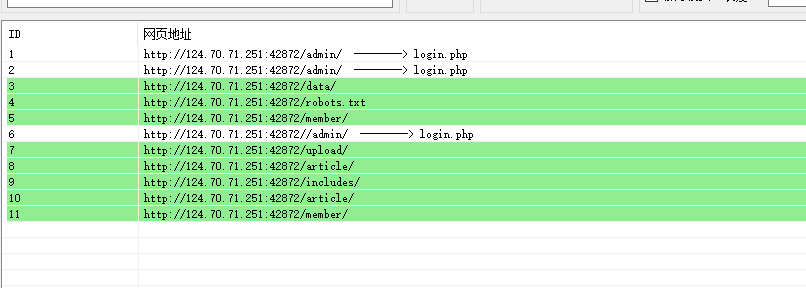 ID 网页地址
1 http://124.70.71.251:42872/admin/ ———> login.php
2 http://124.70.71.251:42872/admin/ ———> login.php
3 http://124.70.71.251:42872/data/
4 http://124.70.71.251:42872/robots.txt
5 http://124.70.71.251:42872/member/
6 http://124.70.71.251:42872//admin/ ———> login.php
7 http://124.70.71.251:42872/upload/
8 http://124.70.71.251:42872/article/
9 http://124.70.71.251:42872/includes/
10 http://124.70.71.251:42872/article/
11 http://124.70.71.251:42872/member/